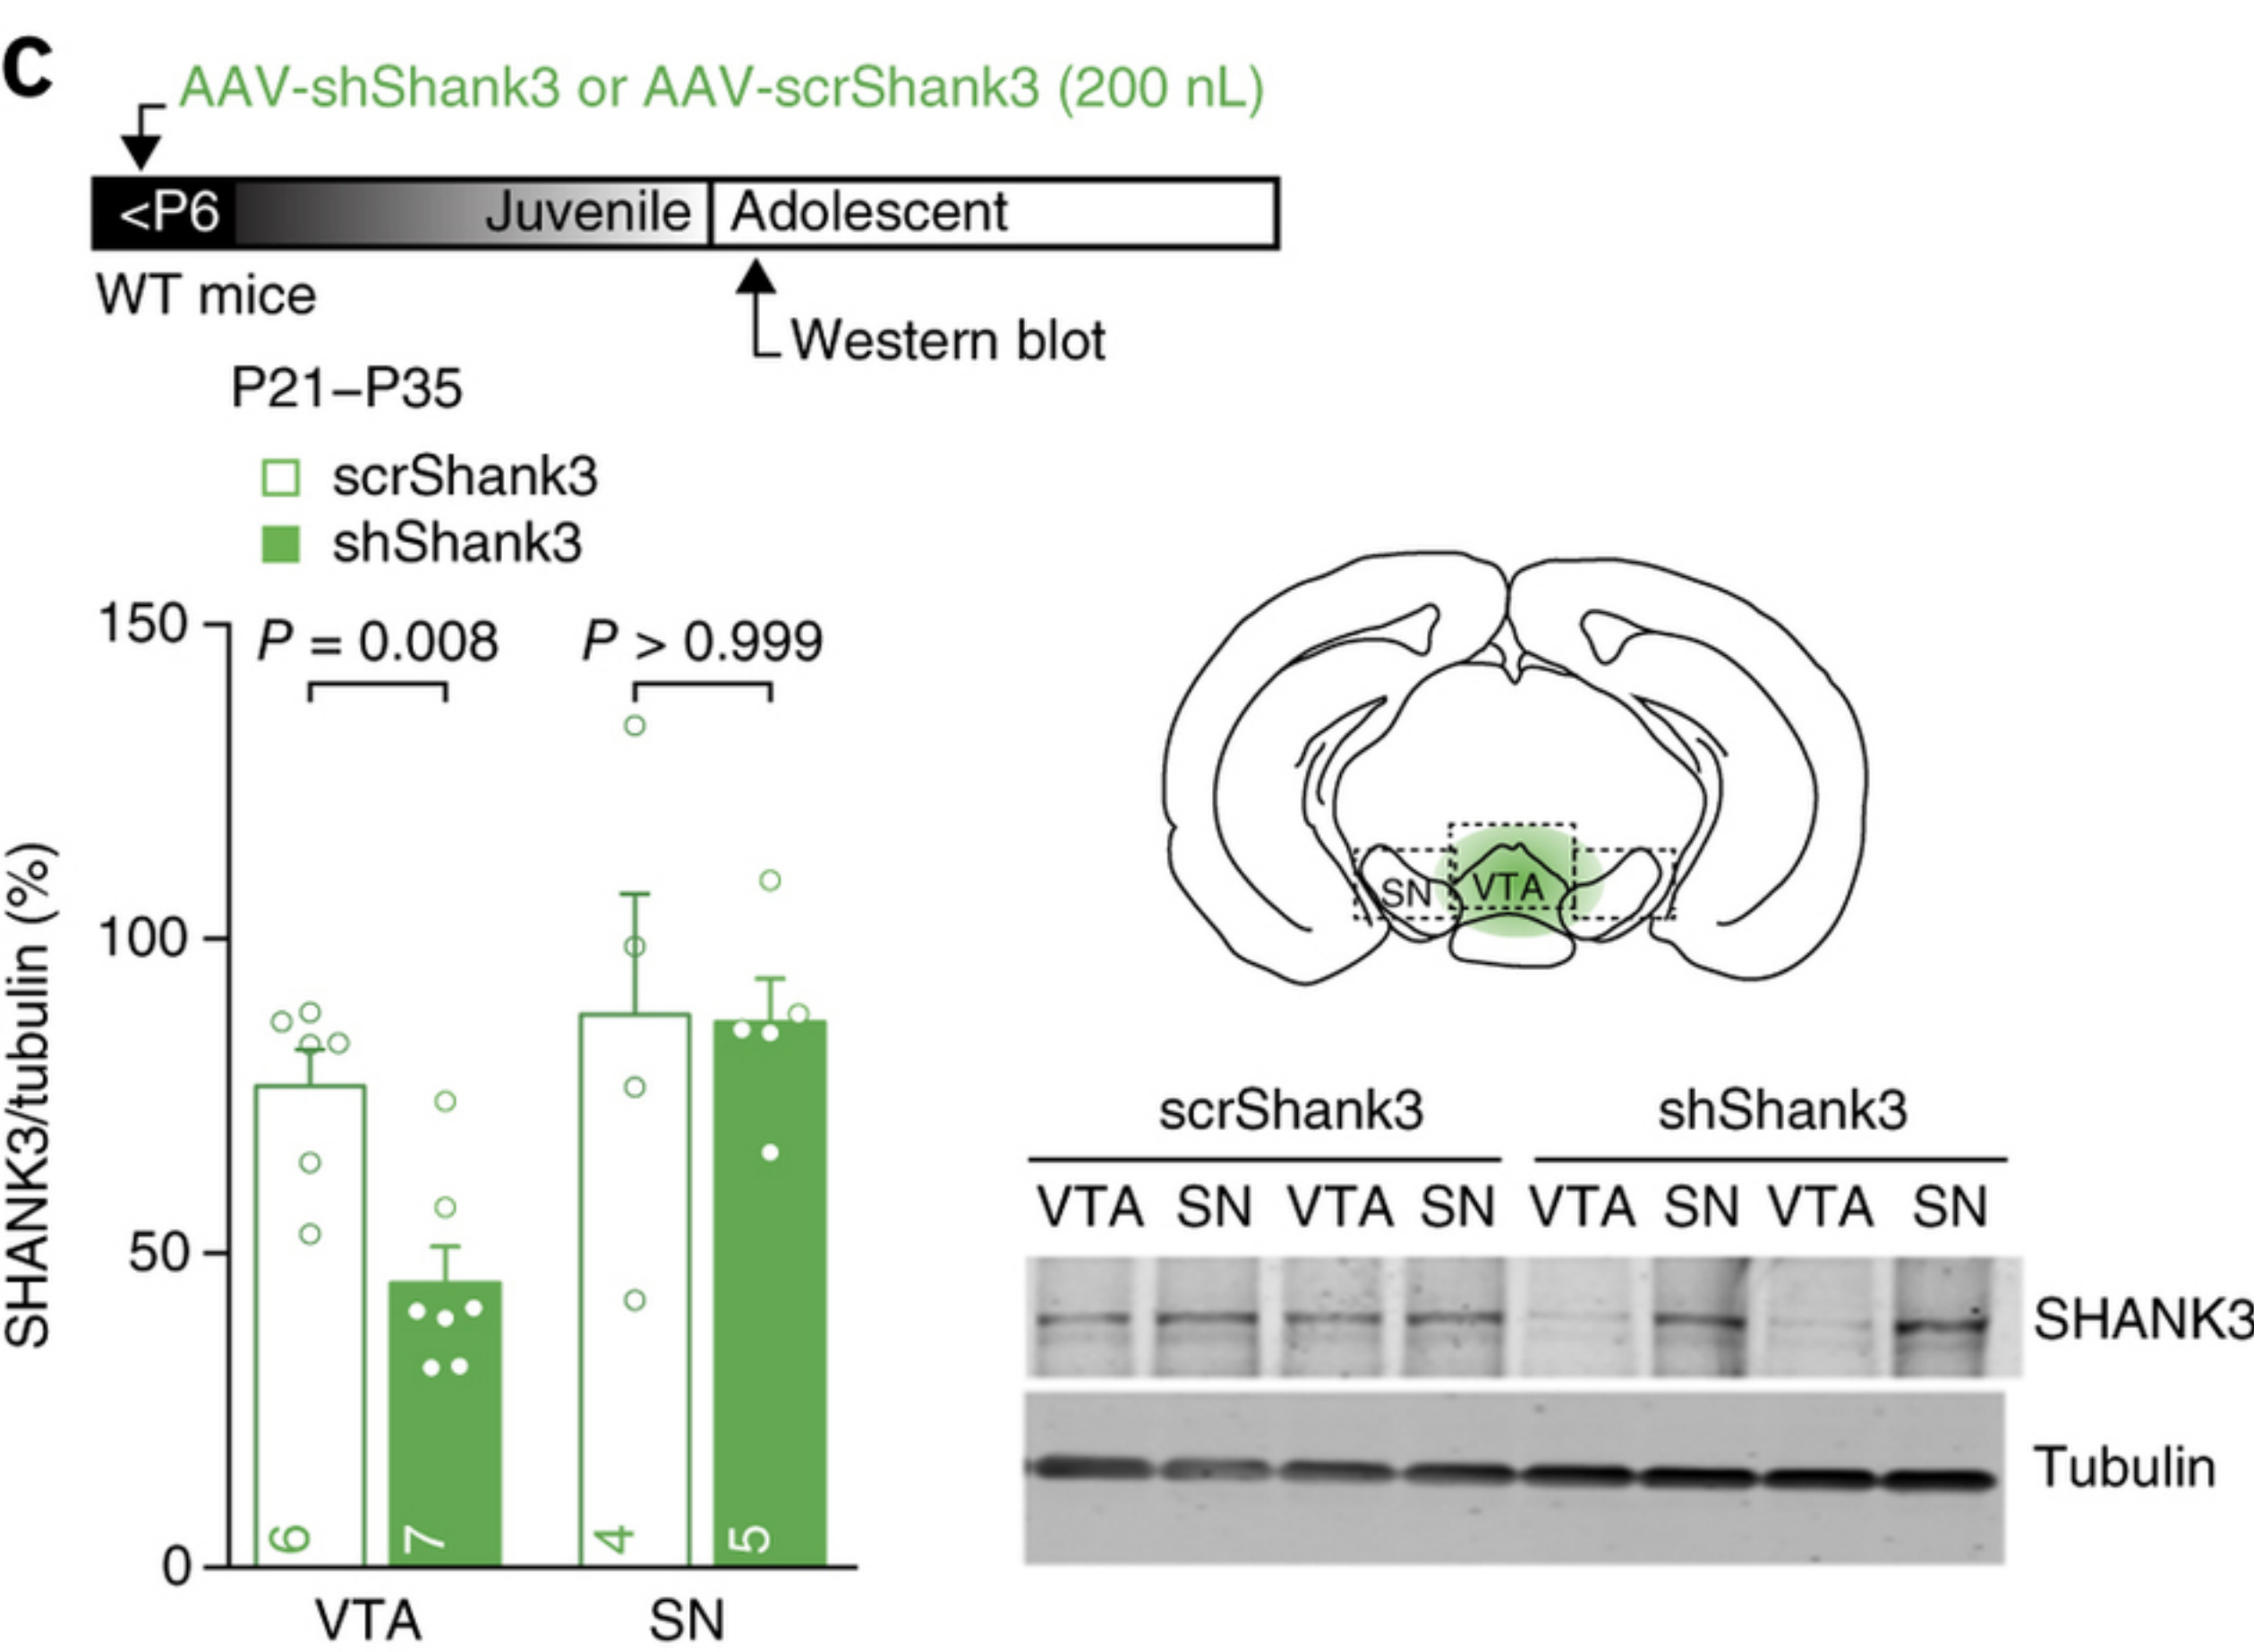 c
AAV-shShank3 or AAV-scrShank3 (200 nL)
<P6 Juvenile Adolescent
WT mice
Western blot
P21–P35
scrShank3
shShank3
P = 0.008 P > 0.999
SHANK3/tubulin (%)
150
100
50
0
6 7 4 5
VTA SN
SN VTA
scrShank3 shShank3
VTA SN VTA SN VTA SN VTA SN
SHANK3
Tubulin